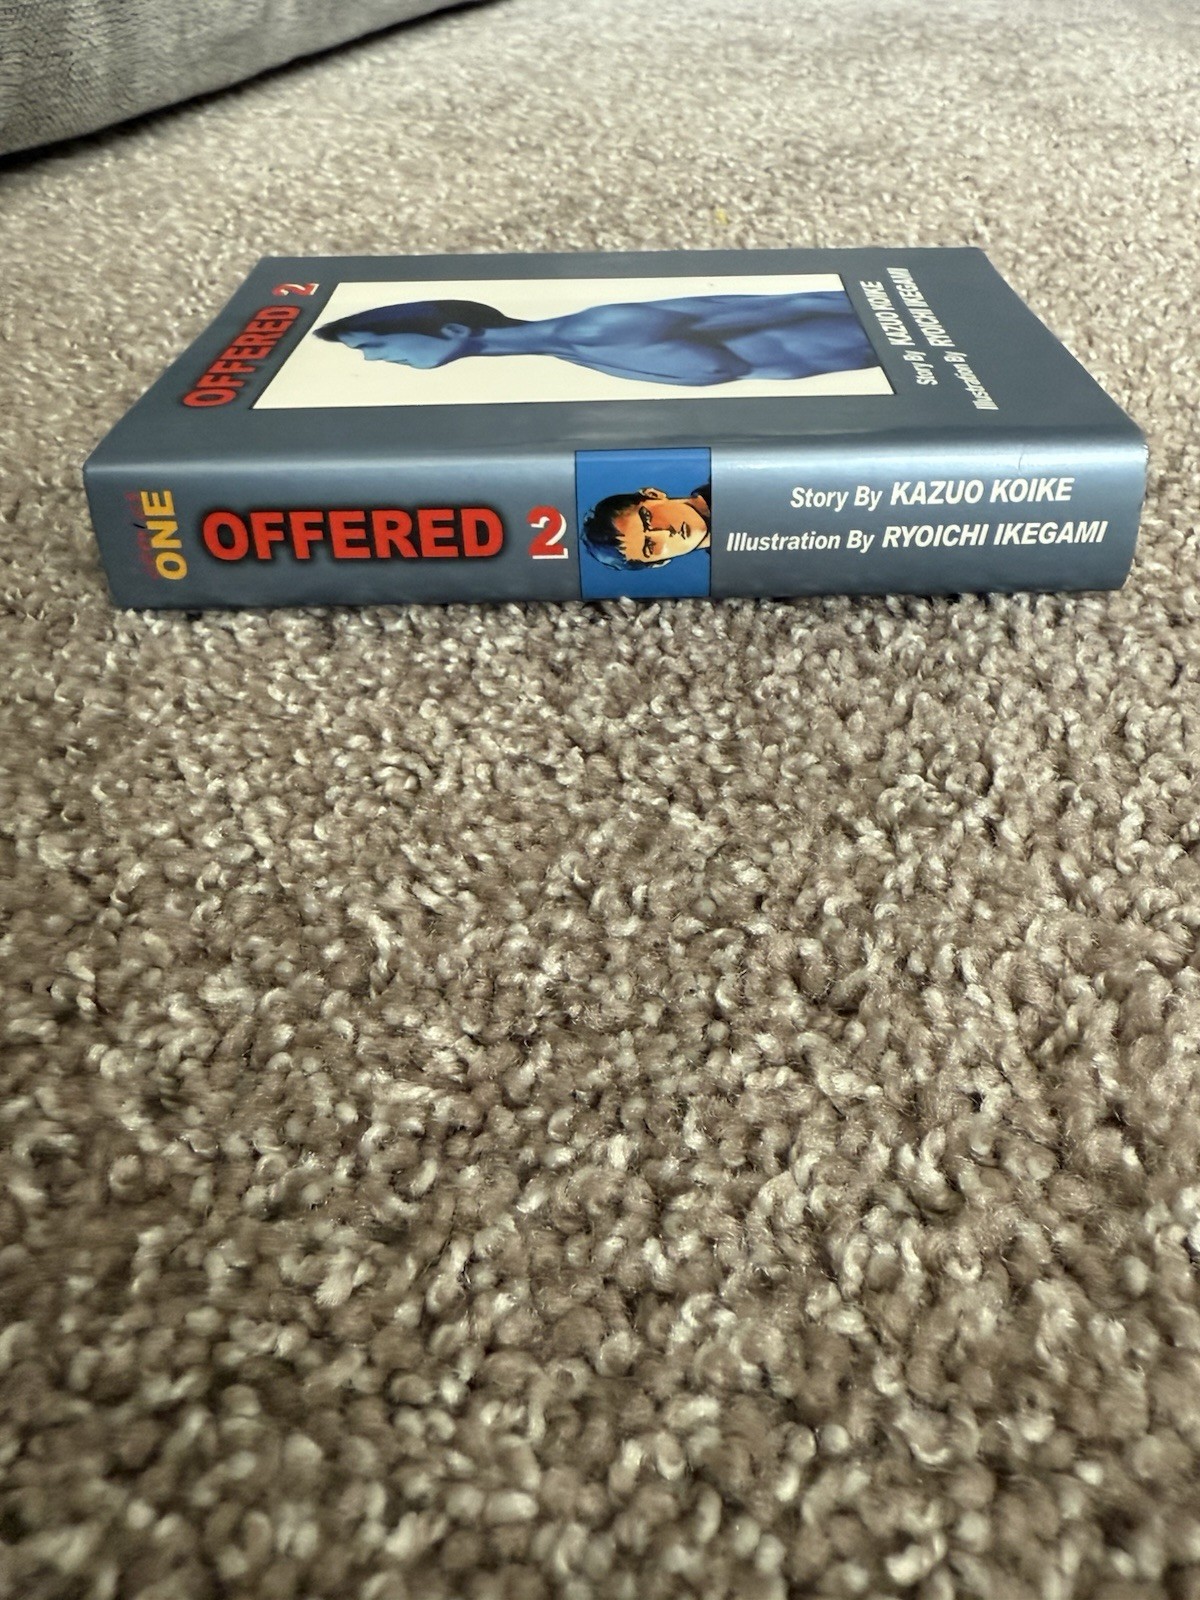 OFFERED 2
Story By KAZUO KOIKE
Illustration By RYOICHI IKEGAMI
ONE
OFFERED 2
Story By KAZUO KOIKE
Illustration By RYOICHI IKEGAMI